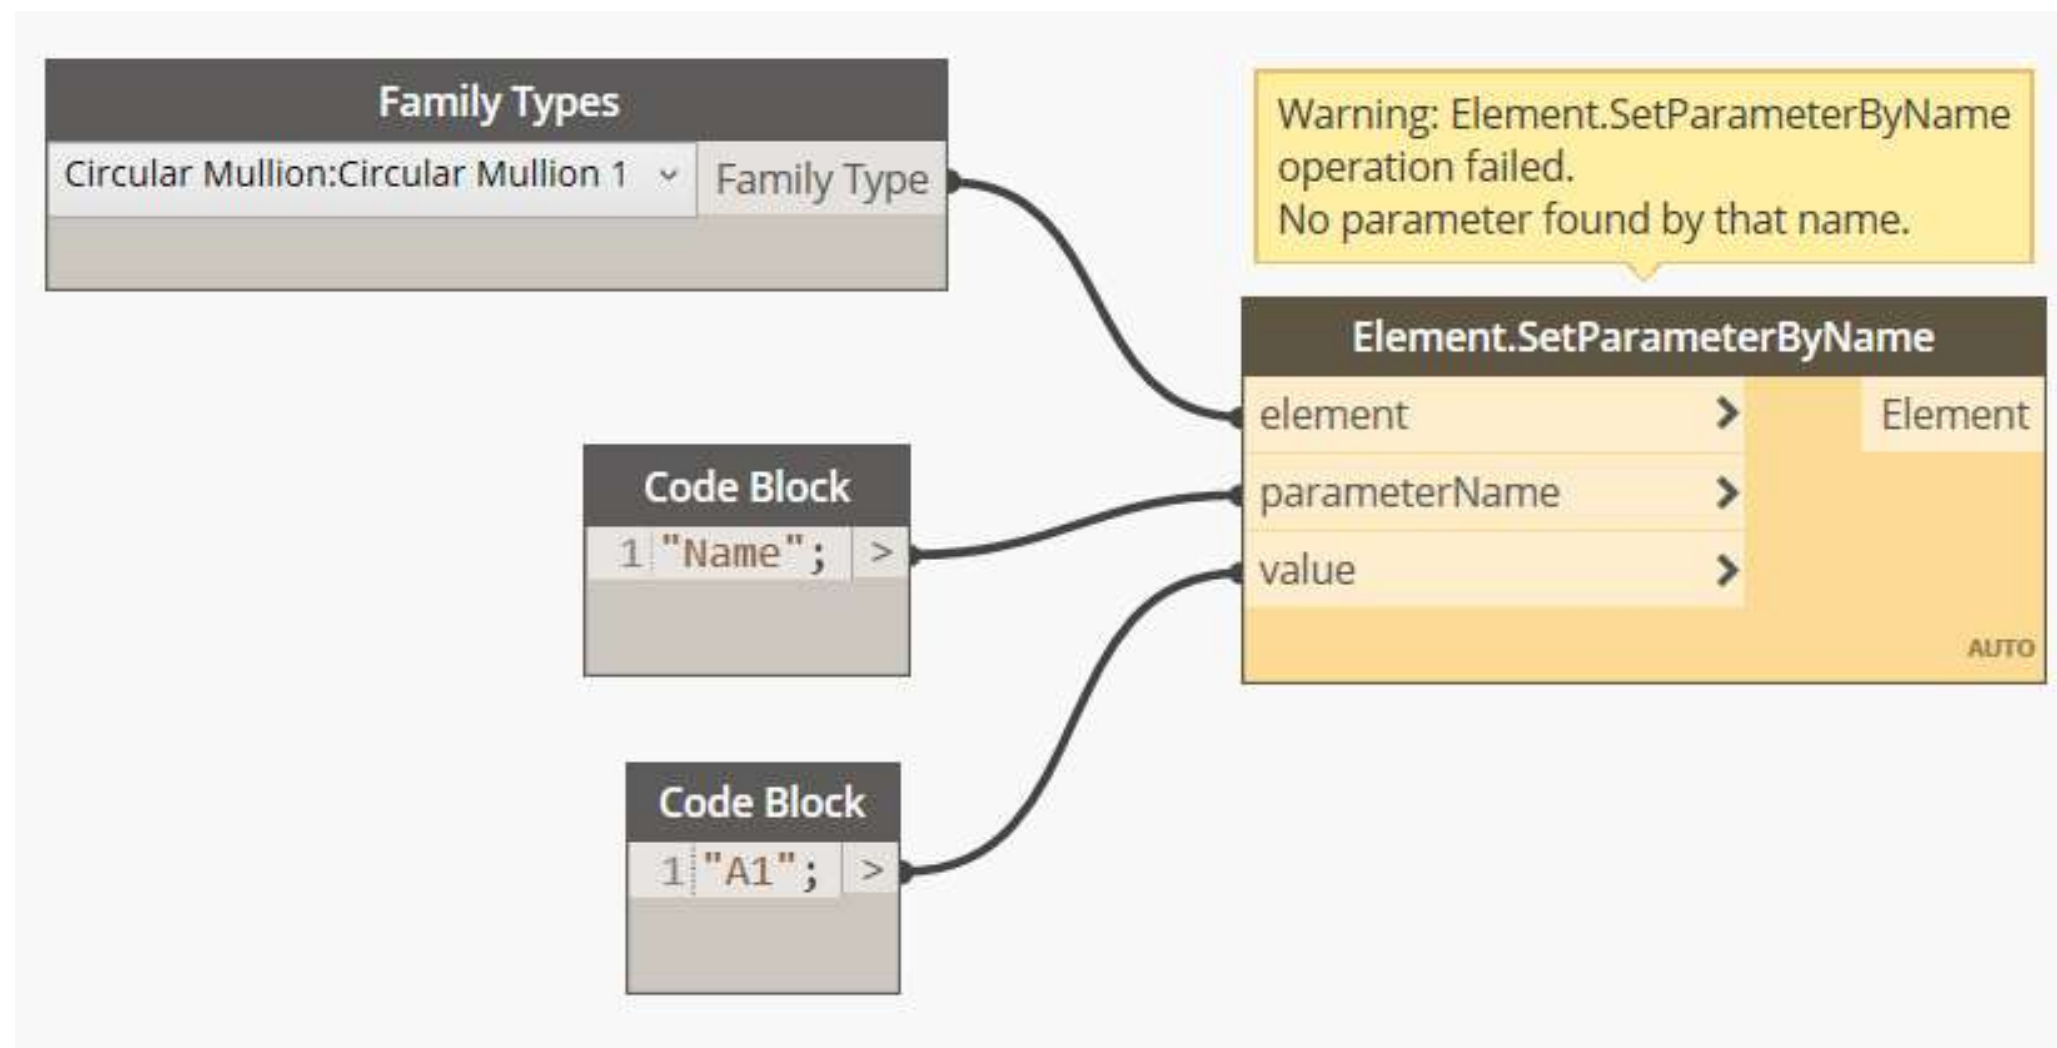 Family Types
Circular Mullion:Circular Mullion 1
Family Type
Warning: Element.SetParameterByName
operation failed.
No parameter found by that name.
Element.SetParameterByName
element
Element
parameterName
value
AUTO
Code Block
1 "Name"; >
Code Block
1 "A1"; >